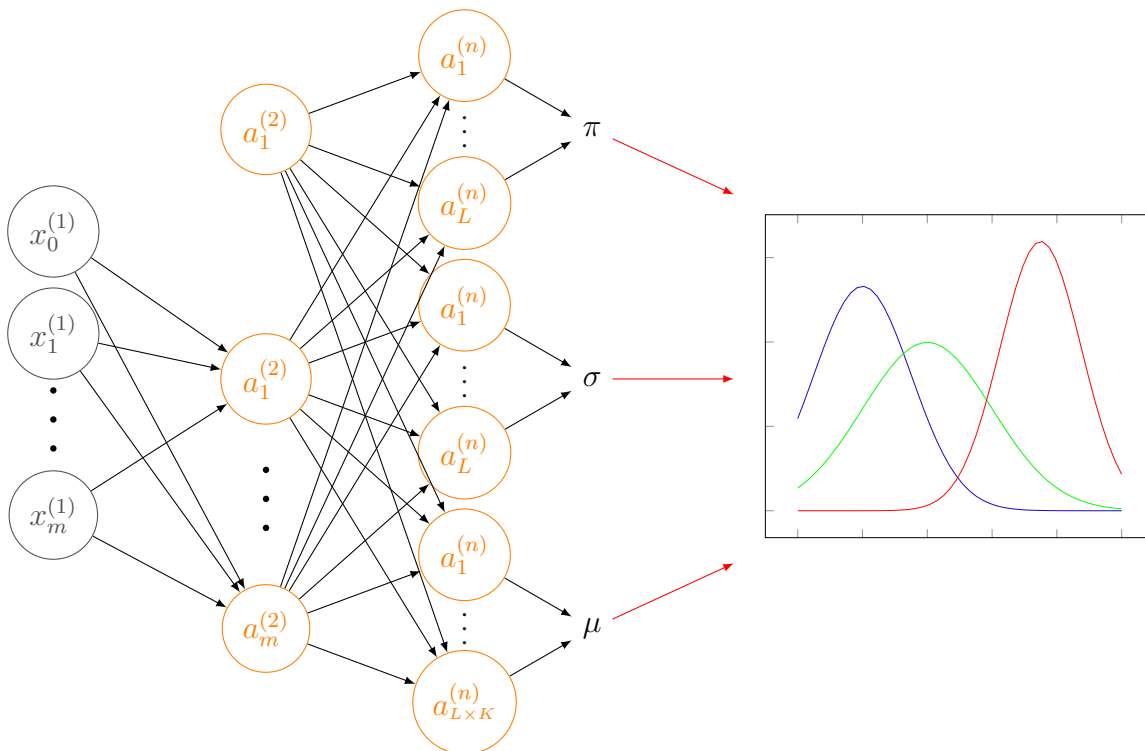 x_0^{(1)}
x_1^{(1)}
x_m^{(1)}
a_1^{(2)}
a_1^{(2)}
a_m^{(2)}
a_1^{(n)}
a_L^{(n)}
a_1^{(n)}
a_L^{(n)}
a_1^{(n)}
a_{L×K}^{(n)}
π
σ
μ